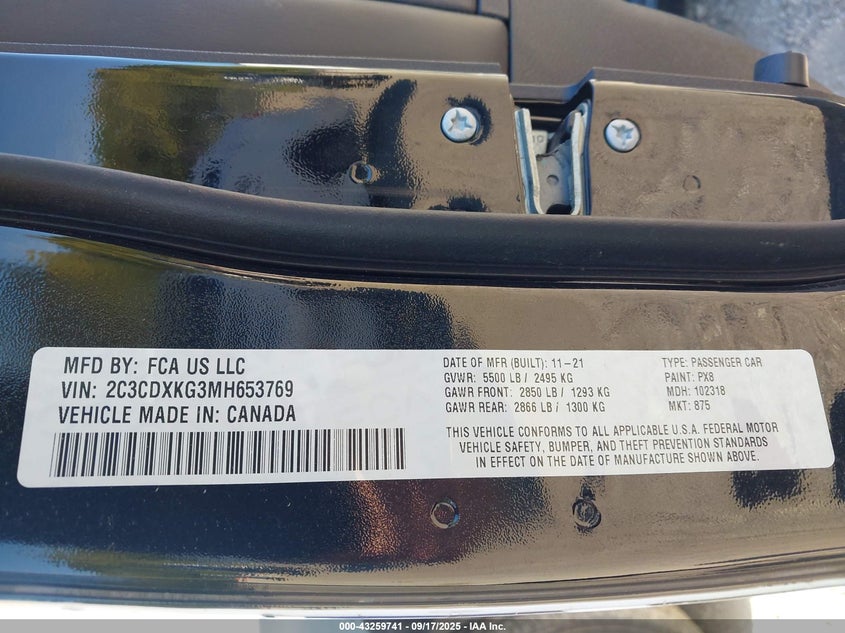 MFD BY: FCA US LLC
VIN: 2C3CDXKG3MH653769
VEHICLE MADE IN: CANADA
DATE OF MFR (BUILT): 11-21
GVWR: 5500 LB / 2495 KG
GAWR FRONT: 2850 LB / 1293 KG
GAWR REAR: 2866 LB / 1300 KG
TYPE: PASSENGER CAR
PAINT: PX8
MDH: 102318
MKT: 875
THIS VEHICLE CONFORMS TO ALL APPLICABLE U.S.A. FEDERAL MOTOR
VEHICLE SAFETY, BUMPER, AND THEFT PREVENTION STANDARDS
IN EFFECT ON THE DATE OF MANUFACTURE SHOWN ABOVE.
000-43259741 - 09/17/2025 - IAA Inc.